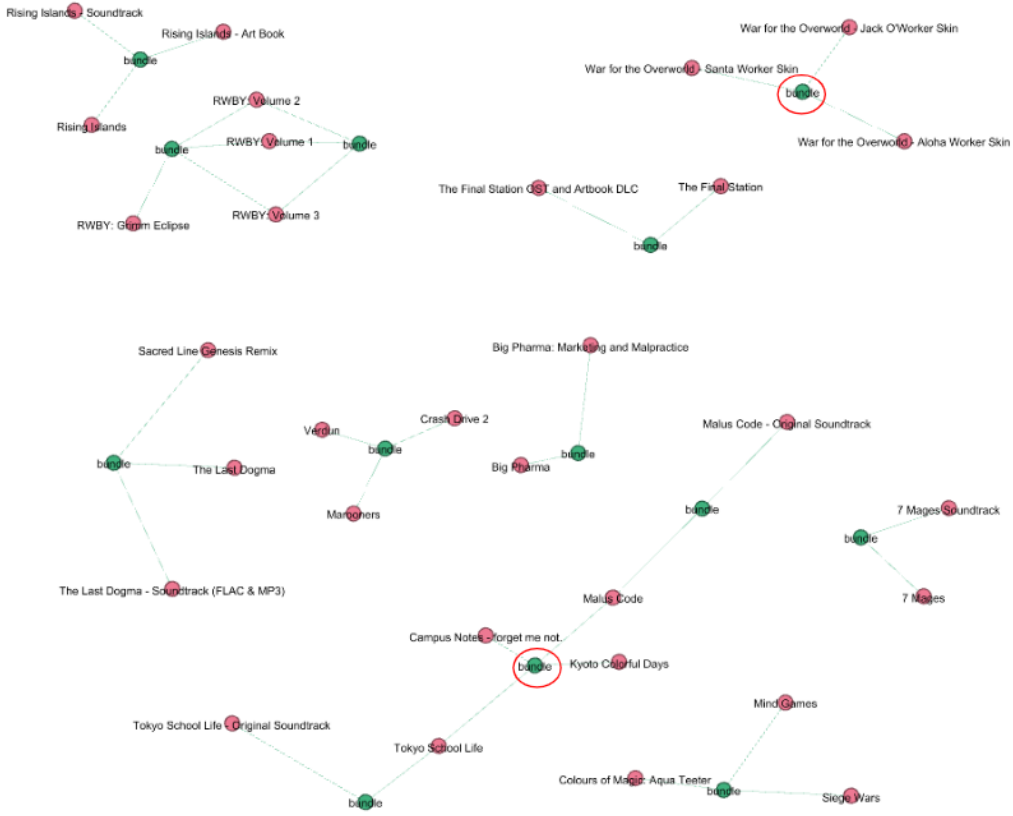 Rising Islands - Soundtrack
Rising Islands - Art Book
bundle
Rising Islands
War for the Overworld - Jack O'Worker Skin
War for the Overworld - Santa Worker Skin
bundle
War for the Overworld - Aloha Worker Skin
RWBY: Volume 2
RWBY: Volume 1
bundle
bundle
RWBY: Volume 3
RWBY: Grimm Eclipse
The Final Station OST and Artbook DLC
The Final Station
bundle
Sacred Line Genesis Remix
bundle
The Last Dogma
The Last Dogma - Soundtrack (FLAC & MP3)
Verdun
Crash Drive 2
bundle
Marooners
Big Pharma: Marketing and Malpractice
bundle
Big Pharma
Malus Code - Original Soundtrack
bundle
Malus Code
7 Mages Soundtrack
bundle
7 Mages
Campus Notes - forget me not.
bundle
Kyoto Colorful Days
Tokyo School Life - Original Soundtrack
Tokyo School Life
bundle
Mind Games
Colours of Magic: Aqua Teeter
bundle
Siege Wars